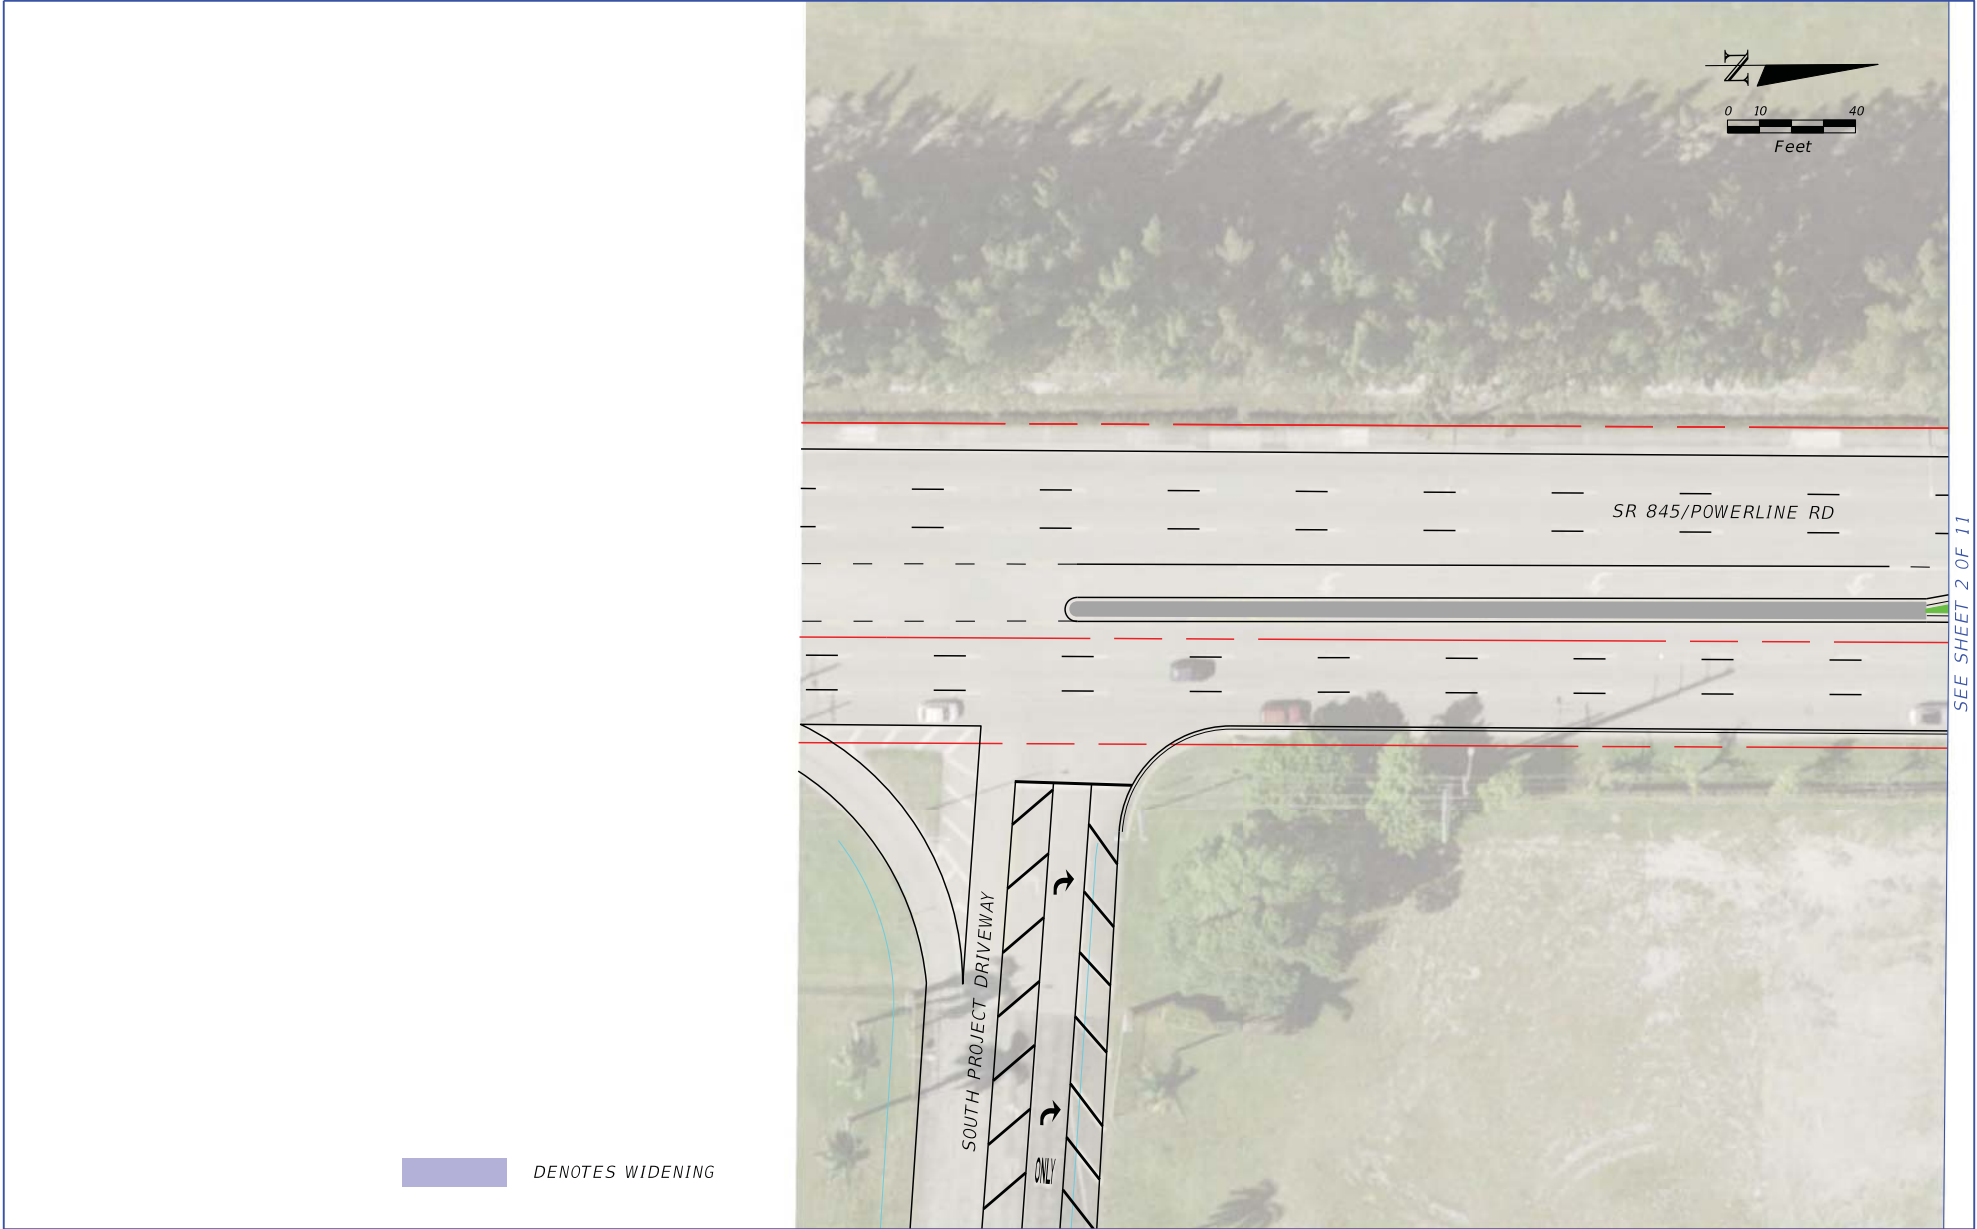 N
0 10 40
Feet
SR 845/POWERLINE RD
SEE SHEET 2 OF 11
SOUTH PROJECT DRIVEWAY
ONLY
DENOTES WIDENING